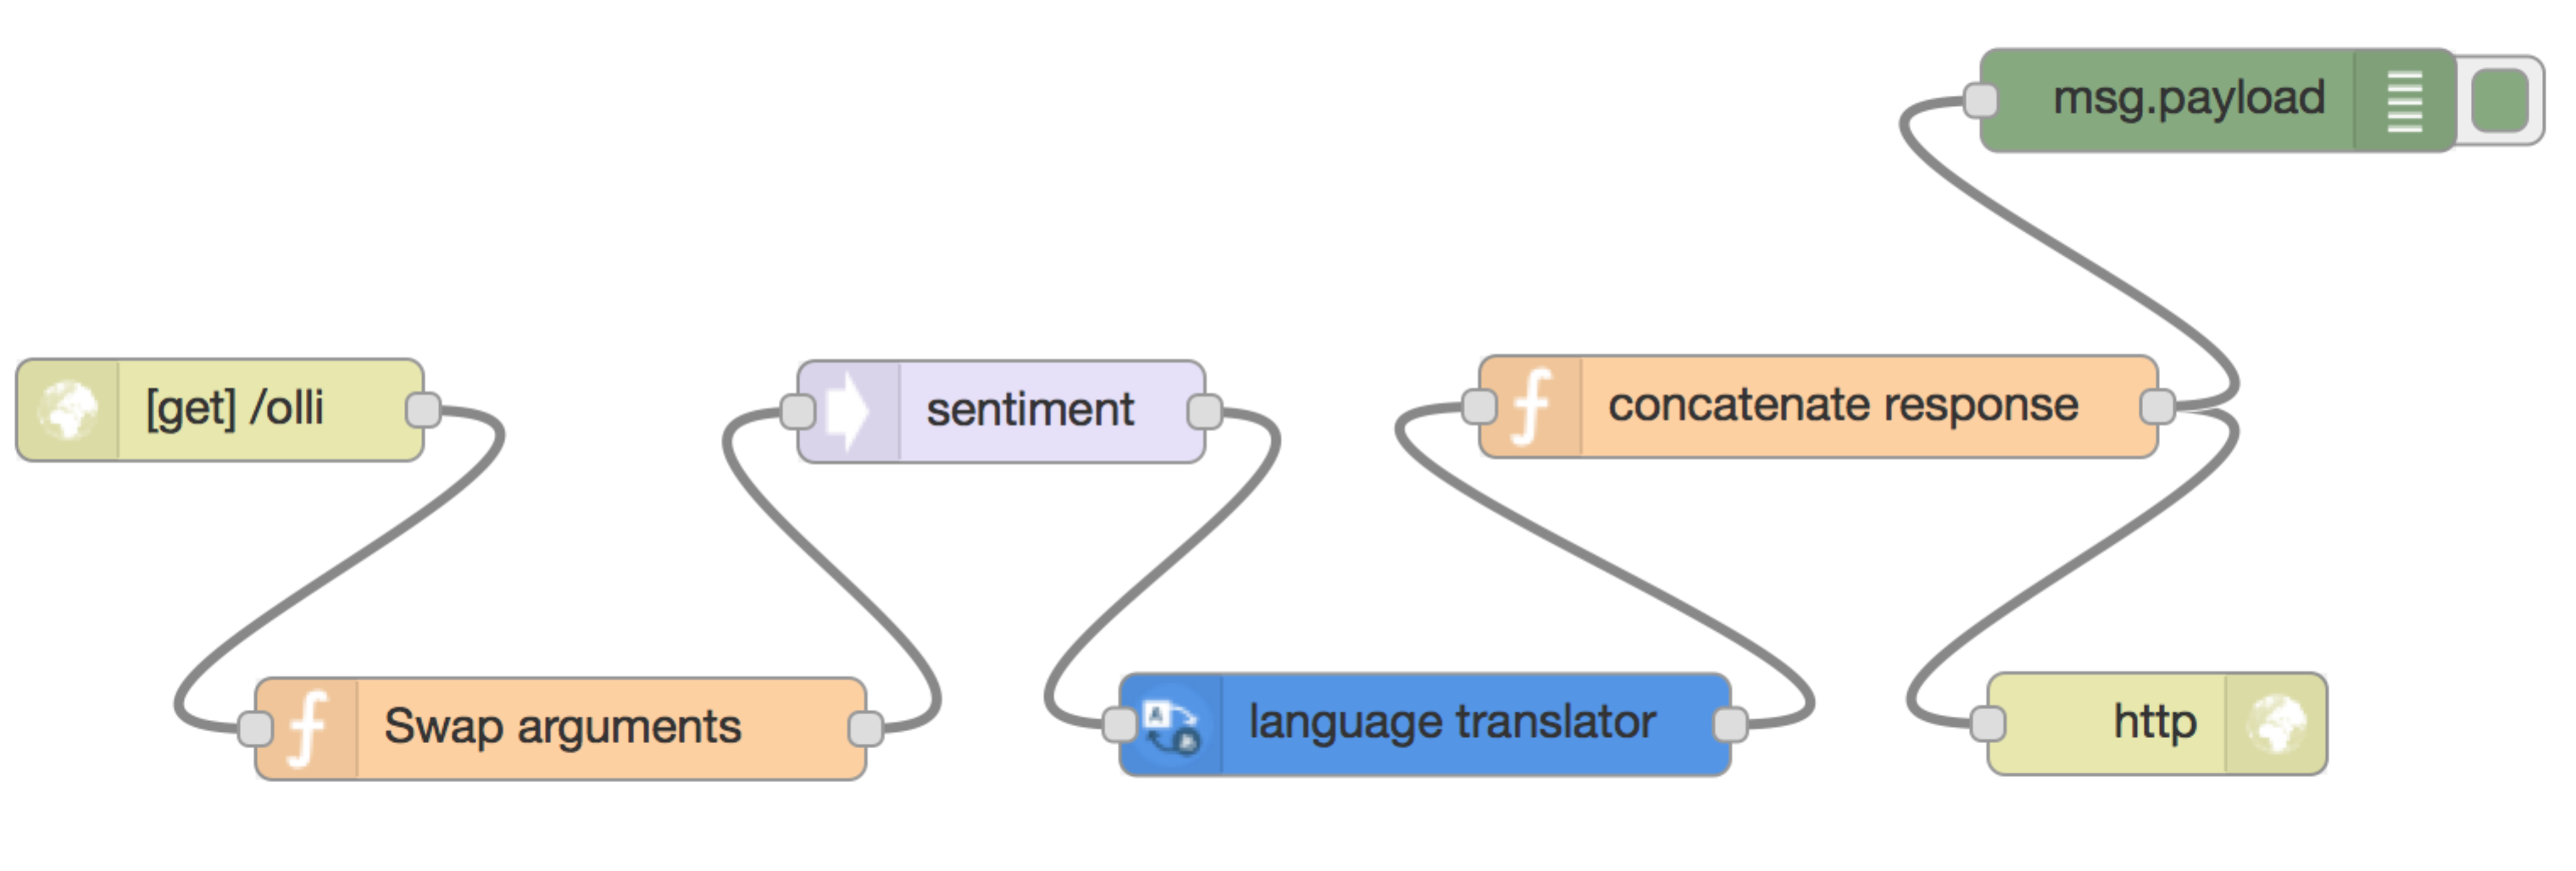 msg.payload
[get] /olli
sentiment
concatenate response
Swap arguments
A
language translator
http